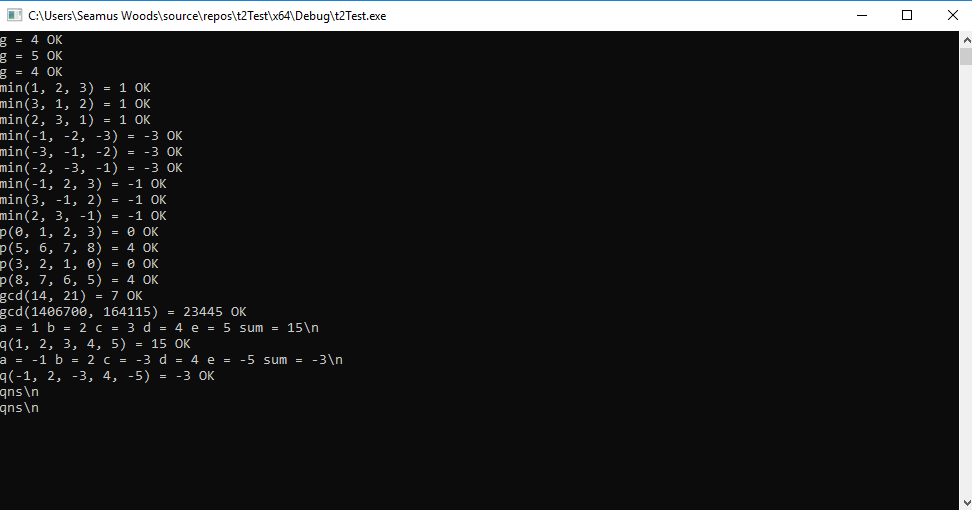 C:\Users\Seamus Woods\source\repos\t2Test\x64\Debug\t2Test.exe
g = 4 OK
g = 5 OK
g = 4 OK
min(1, 2, 3) = 1 OK
min(3, 1, 2) = 1 OK
min(2, 3, 1) = 1 OK
min(-1, -2, -3) = -3 OK
min(-3, -1, -2) = -3 OK
min(-2, -3, -1) = -3 OK
min(-1, 2, 3) = -1 OK
min(3, -1, 2) = -1 OK
min(2, 3, -1) = -1 OK
p(0, 1, 2, 3) = 0 OK
p(5, 6, 7, 8) = 4 OK
p(3, 2, 1, 0) = 0 OK
p(8, 7, 6, 5) = 4 OK
gcd(14, 21) = 7 OK
gcd(1406700, 164115) = 23445 OK
a = 1 b = 2 c = 3 d = 4 e = 5 sum = 15\n
q(1, 2, 3, 4, 5) = 15 OK
a = -1 b = 2 c = -3 d = 4 e = -5 sum = -3\n
q(-1, 2, -3, 4, -5) = -3 OK
qns\n
qns\n